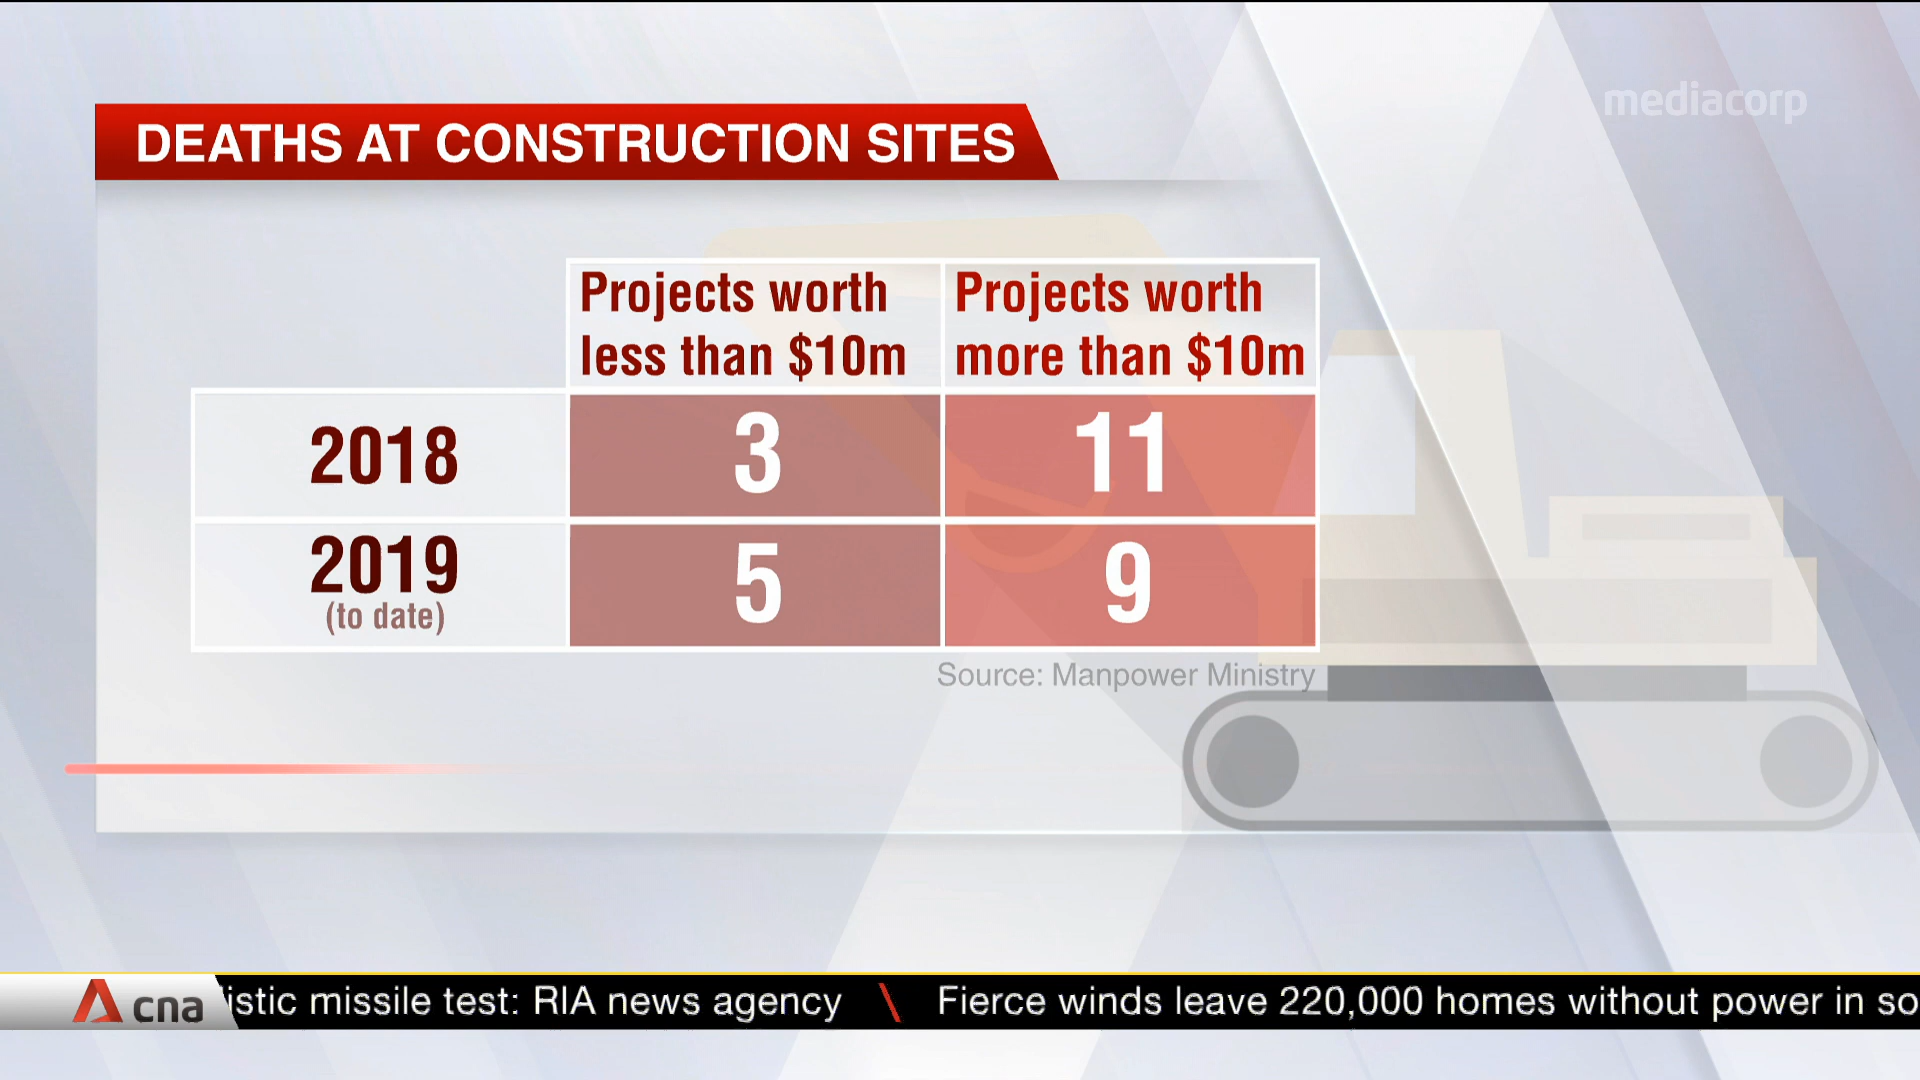 mediacorp
DEATHS AT CONSTRUCTION SITES
Projects worth
less than $10m
Projects worth
more than $10m
2018
3
11
2019
(to date)
5
9
Source: Manpower Ministry
cna
istic missile test: RIA news agency \ Fierce winds leave 220,000 homes without power in so